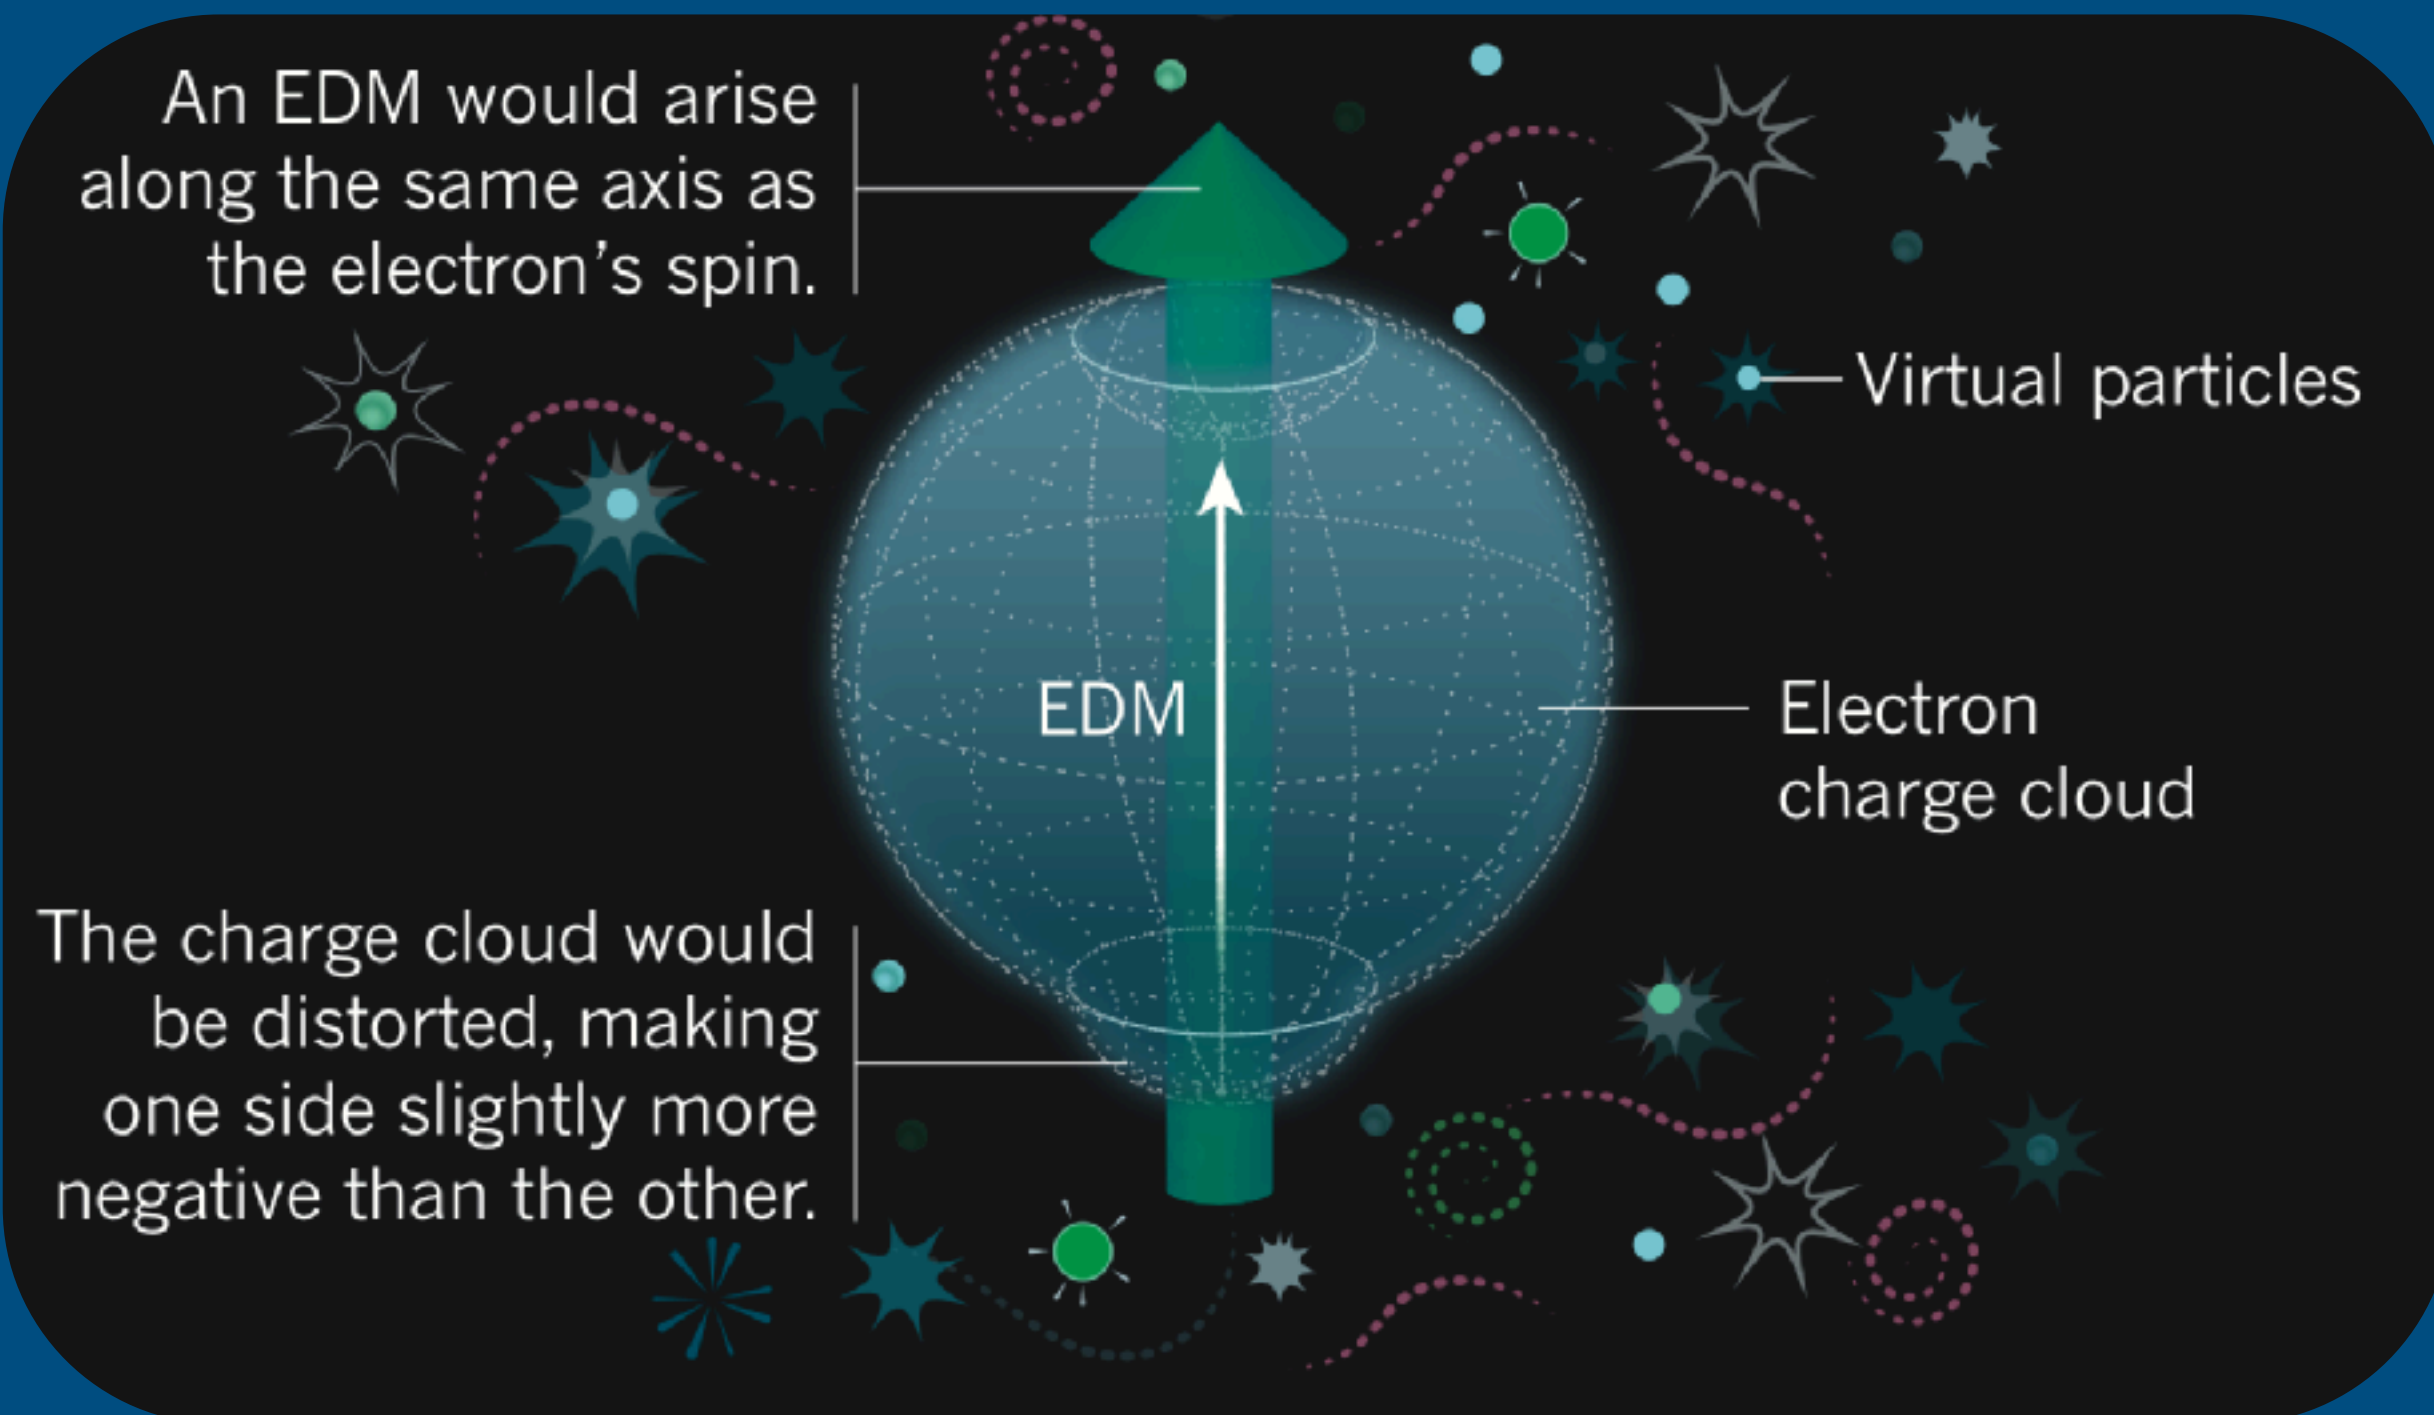 An EDM would arise
along the same axis as
the electron’s spin.
Virtual particles
EDM
Electron
charge cloud
The charge cloud would
be distorted, making
one side slightly more
negative than the other.